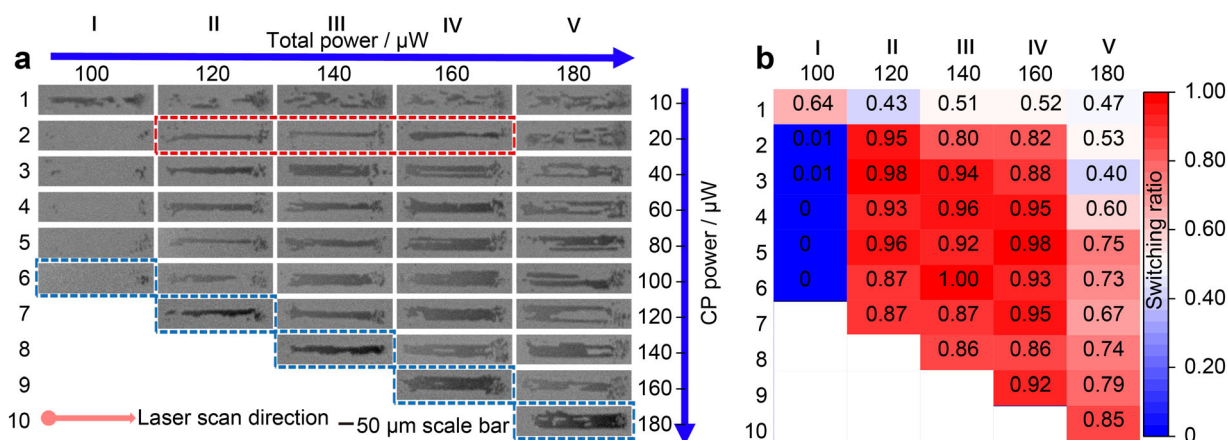 I II III IV V
Total power / µW
a
100 120 140 160 180
1 10
2 20
3 40
4 60
5 80
6 100
7 120
8 140
9 160
10 180
CP power / µW
Laser scan direction
50 µm scale bar
b
I II III IV V
100 120 140 160 180
1 0.64 0.43 0.51 0.52 0.47
2 0.01 0.95 0.80 0.82 0.53
3 0.01 0.98 0.94 0.88 0.40
4 0 0.93 0.96 0.95 0.60
5 0 0.96 0.92 0.98 0.75
6 0 0.87 1.00 0.93 0.73
7 0.87 0.87 0.95 0.67
8 0.86 0.86 0.74
9 0.92 0.79
10 0.85
1.00
0.80
0.60
0.40
0.20
0
Switching ratio